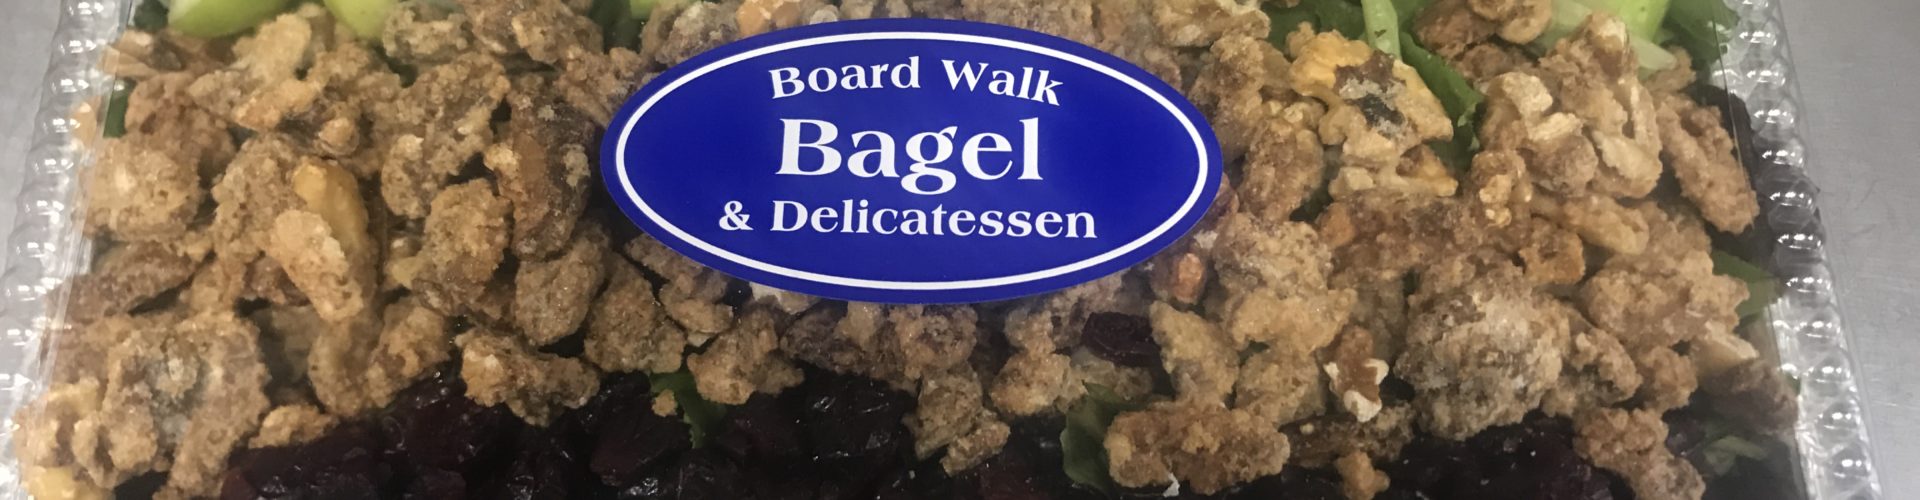 Board Walk
Bagel
& Delicatessen